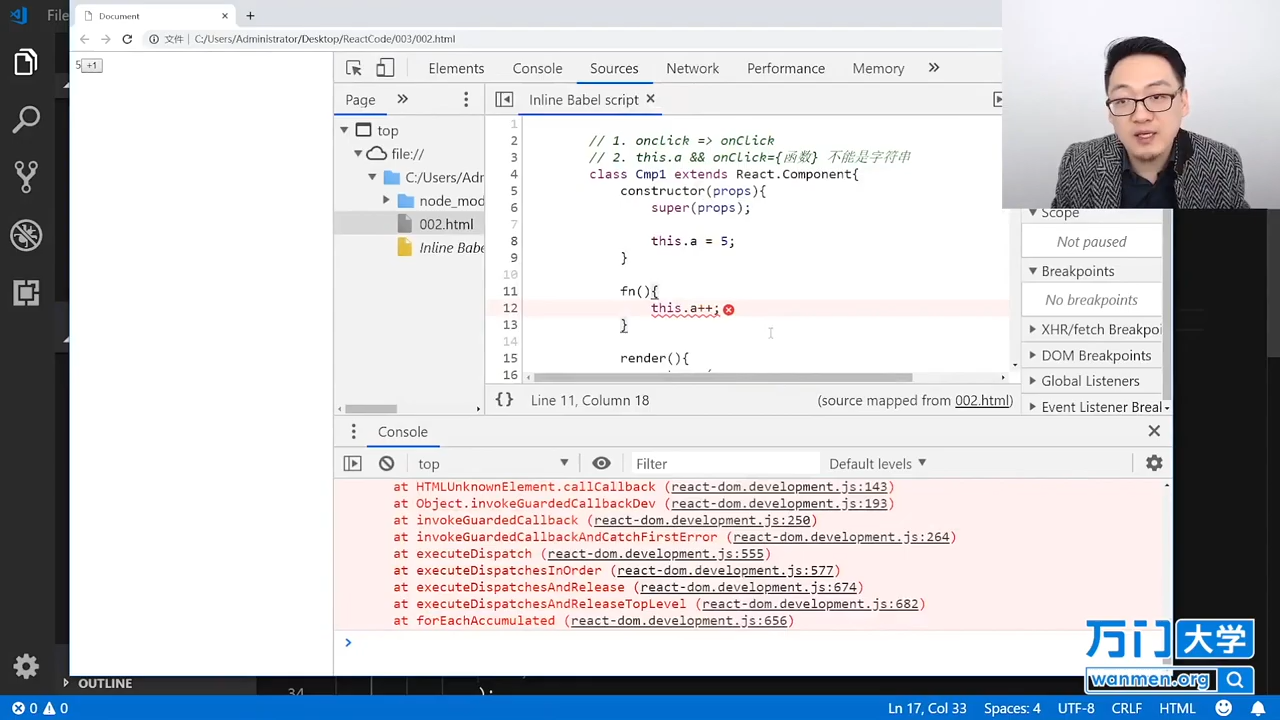 File
Document
文件
C:/Users/Administrator/Desktop/ReactCode/003/002.html
5 +1
Elements Console Sources Network Performance Memory
Page
Inline Babel script
top
file://
C:/Users/Adr
node_mod
002.html
Inline Babe
1
2 // 1. onclick => onClick
3 // 2. this.a && onClick={函数} 不能是字符串
4 class Cmp1 extends React.Component{
5 constructor(props){
6 super(props);
7
8 this.a = 5;
9 }
10
11 fn(){
12 this.a++;
13 }
14
15 render(){
16
{} Line 11, Column 18 (source mapped from 002.html)
Scope
Not paused
Breakpoints
No breakpoints
XHR/fetch Breakpoi
DOM Breakpoints
Global Listeners
Event Listener Breal
Console
top Filter Default levels
at HTMLUnknownElement.callCallback (react-dom.development.js:143)
at Object.invokeGuardedCallbackDev (react-dom.development.js:193)
at invokeGuardedCallback (react-dom.development.js:250)
at invokeGuardedCallbackAndCatchFirstError (react-dom.development.js:264)
at executeDispatch (react-dom.development.js:555)
at executeDispatchesInOrder (react-dom.development.js:577)
at executeDispatchesAndRelease (react-dom.development.js:674)
at executeDispatchesAndReleaseTopLevel (react-dom.development.js:682)
at forEachAccumulated (react-dom.development.js:656)
>
万门大学
wanmen.org
OUTLINE
34 );
0 0 Ln 17, Col 33 Spaces: 4 UTF-8 CRLF HTML